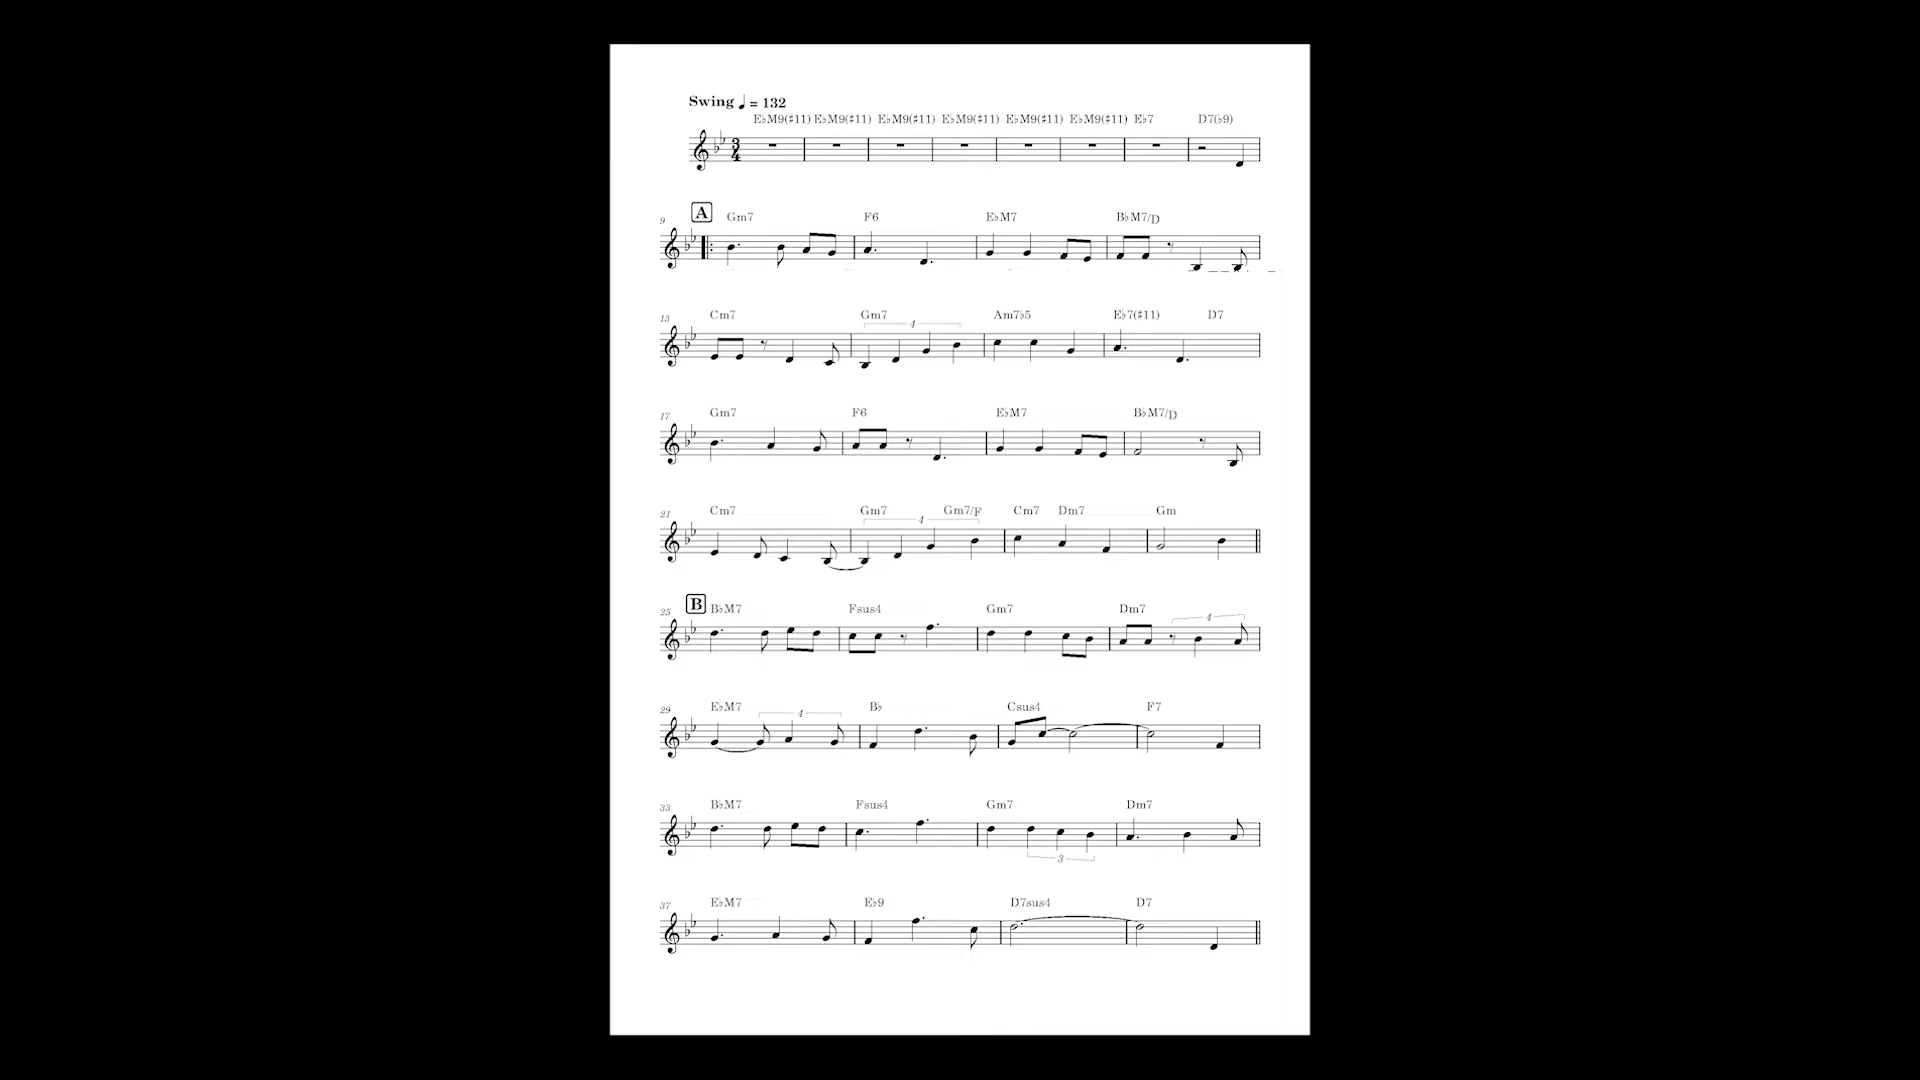 Swing ♩ = 132
E♭M9(♯11) E♭M9(♯11) E♭M9(♯11) E♭M9(♯11) E♭M9(♯11) E♭M9(♯11) E♭7 D7(♭9)
3
4
A Gm7 F6 E♭M7 B♭M7/D
9
Cm7 Gm7 Am7♭5 E♭7(♯11) D7
4
13
Gm7 F6 E♭M7 B♭M7/D
17
Cm7 Gm7 Gm7/F Cm7 Dm7 Gm
4
21
B B♭M7 Fsus4 Gm7 Dm7
25
4
E♭M7 B♭ Csus4 F7
29
4
B♭M7 Fsus4 Gm7 Dm7
33
3
E♭M7 E♭9 D7sus4 D7
37